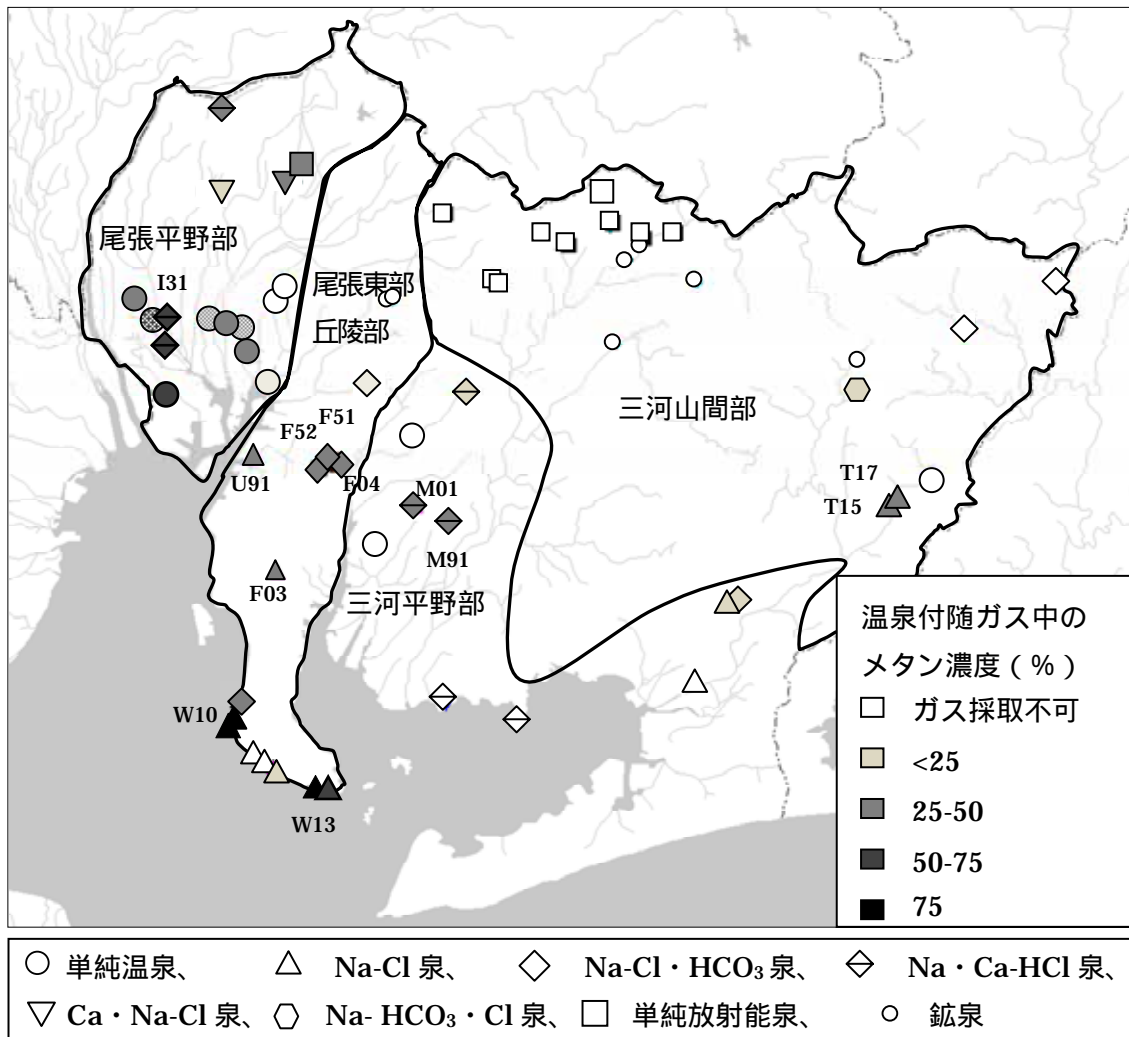 尾張平野部
I31
尾張東部
丘陵部
三河山間部
F51
F52
F04
U91
M01
M91
T17
T15
F03
三河平野部
W10
W13
温泉付随ガス中の
メタン濃度（％）
ガス採取不可
<25
25-50
50-75
75
単純温泉、 Na-Cl 泉、 Na-Cl・HCO₃ 泉、 Na・Ca-HCl 泉、
Ca・Na-Cl 泉、 Na- HCO₃・Cl 泉、 単純放射能泉、 鉱泉